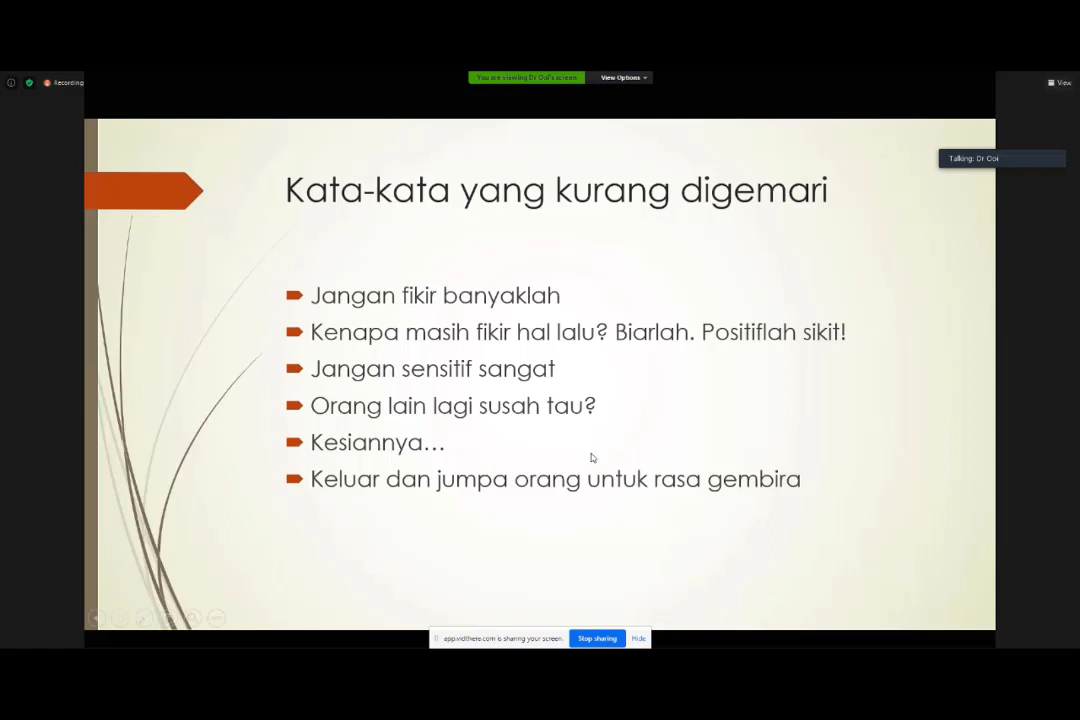 Recording
You are viewing Dr Ooi's screen
View Options
View
Talking: Dr Ooi
Kata-kata yang kurang digemari
Jangan fikir banyaklah
Kenapa masih fikir hal lalu? Biarlah. Positiflah sikit!
Jangan sensitif sangat
Orang lain lagi susah tau?
Kesiannya...
Keluar dan jumpa orang untuk rasa gembira
app.vidthere.com is sharing your screen.
Stop sharing
Hide